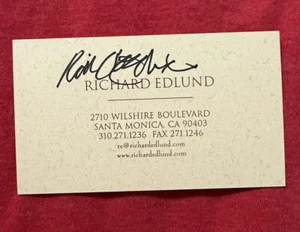 RICHARD EDLUND
2710 WILSHIRE BOULEVARD
SANTA MONICA, CA 90403
310.271.1236 FAX 271.1246
re@richardedlund.com
www.richardedlund.com